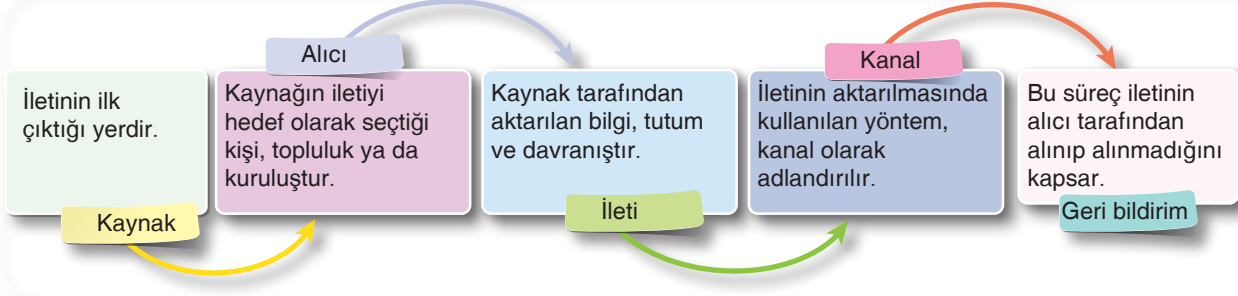 İletinin ilk
çıktığı yerdir.
Kaynak
Alıcı
Kaynağın iletiyi
hedef olarak seçtiği
kişi, topluluk ya da
kuruluştur.
Kaynak tarafından
aktarılan bilgi, tutum
ve davranıştır.
İleti
Kanal
İletinin aktarılmasında
kullanılan yöntem,
kanal olarak
adlandırılır.
Bu süreç iletinin
alıcı tarafından
alınıp alınmadığını
kapsar.
Geri bildirim